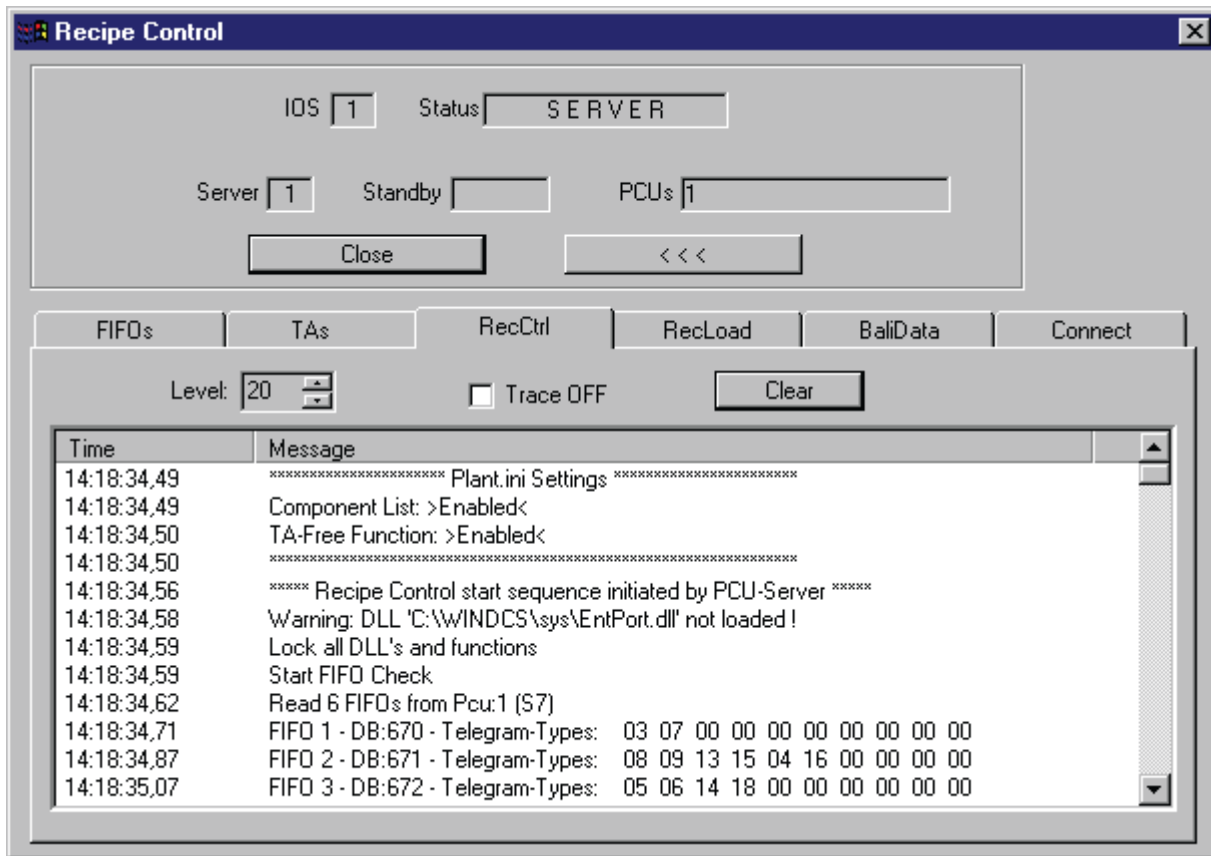 Recipe Control
IOS 1 Status S E R V E R
Server 1 Standby PCUs 1
Close < < <
FIFOs TAs RecCtrl RecLoad BaliData Connect
Level: 20 Trace OFF Clear
Time Message
14:18:34,49 ********************** Plant.ini Settings ***********************
14:18:34,49 Component List: >Enabled<
14:18:34,50 TA-Free Function: >Enabled<
14:18:34,50 ******************************************************************
14:18:34,56 ***** Recipe Control start sequence initiated by PCU-Server *****
14:18:34,58 Warning: DLL 'C:\WINDCS\sys\EntPort.dll' not loaded !
14:18:34,59 Lock all DLL's and functions
14:18:34,59 Start FIFO Check
14:18:34,62 Read 6 FIFOs from Pcu:1 (S7)
14:18:34,71 FIFO 1 - DB:670 - Telegram-Types: 03 07 00 00 00 00 00 00 00 00
14:18:34,87 FIFO 2 - DB:671 - Telegram-Types: 08 09 13 15 04 16 00 00 00 00
14:18:35,07 FIFO 3 - DB:672 - Telegram-Types: 05 06 14 18 00 00 00 00 00 00